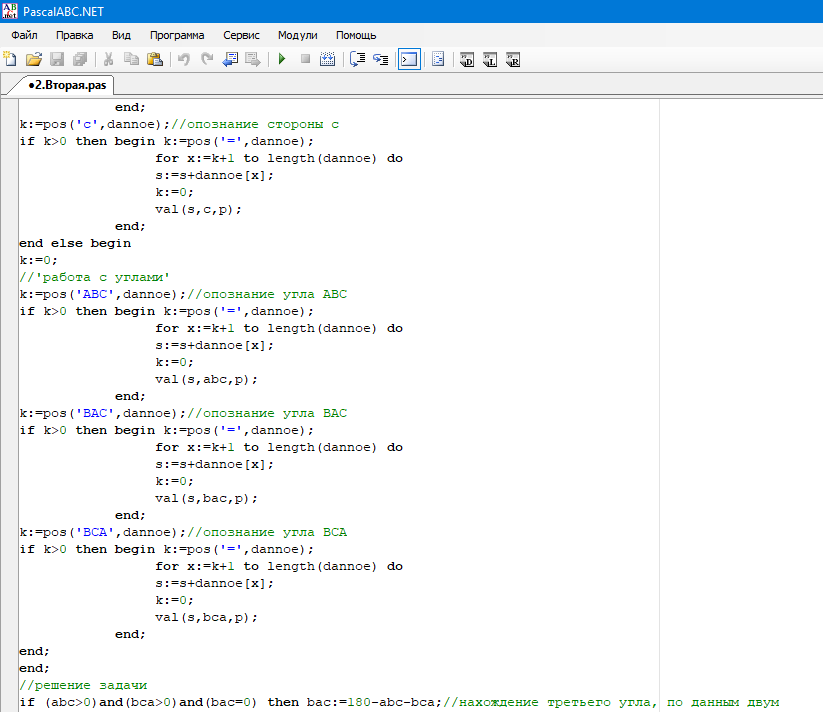 PascalABC.NET
Файл Правка Вид Программа Сервис Модули Помощь
•2.Вторая.pas
end;
k:=pos('c',dannoe);//опознание стороны c
if k>0 then begin k:=pos('=',dannoe);
for x:=k+1 to length(dannoe) do
s:=s+dannoe[x];
k:=0;
val(s,c,p);
end;
end else begin
k:=0;
//'работа с углами'
k:=pos('ABC',dannoe);//опознание угла ABC
if k>0 then begin k:=pos('=',dannoe);
for x:=k+1 to length(dannoe) do
s:=s+dannoe[x];
k:=0;
val(s,abc,p);
end;
k:=pos('BAC',dannoe);//опознание угла BAC
if k>0 then begin k:=pos('=',dannoe);
for x:=k+1 to length(dannoe) do
s:=s+dannoe[x];
k:=0;
val(s,bac,p);
end;
k:=pos('BCA',dannoe);//опознание угла BCA
if k>0 then begin k:=pos('=',dannoe);
for x:=k+1 to length(dannoe) do
s:=s+dannoe[x];
k:=0;
val(s,bca,p);
end;
end;
end;
//решение задачи
if (abc>0)and(bca>0)and(bac=0) then bac:=180-abc-bca;//нахождение третьего угла, по данным двум